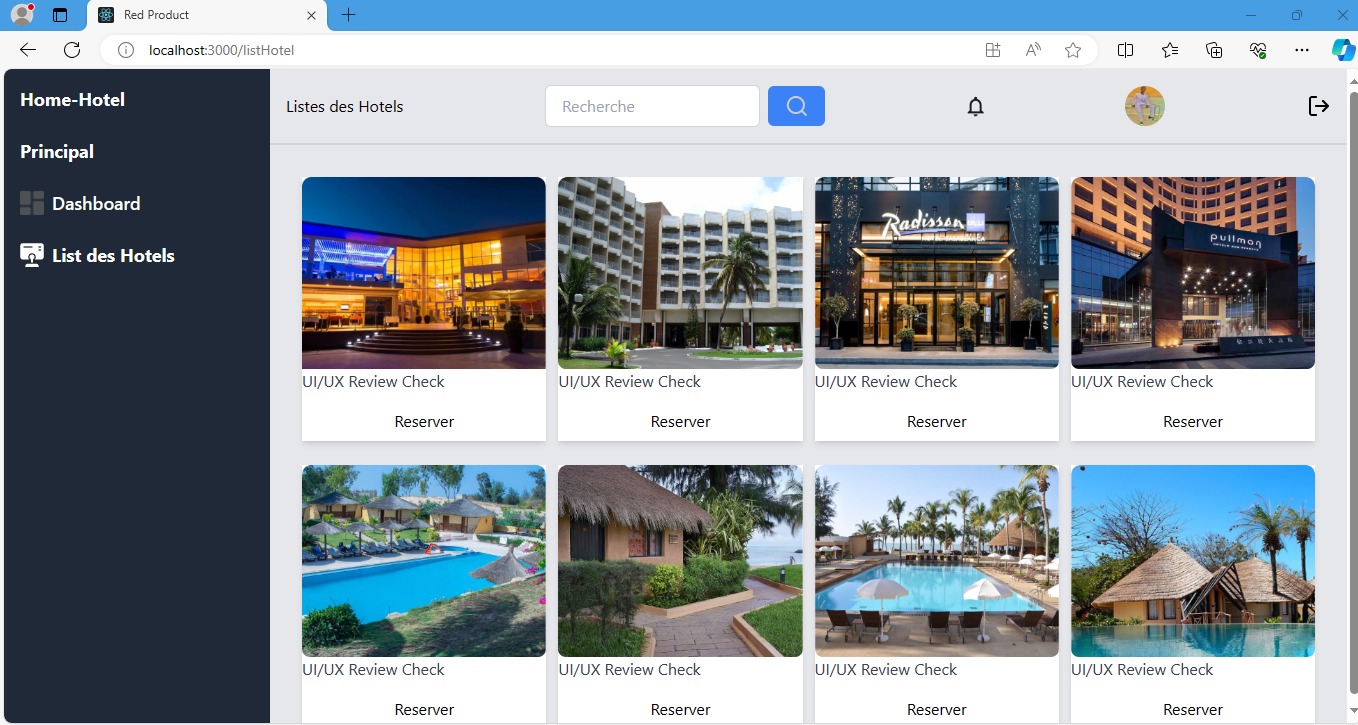 Red Product
localhost:3000/listHotel
Home-Hotel
Listes des Hotels
Recherche
Principal
Dashboard
List des Hotels
Radisson
BLU
pullman
UI/UX Review Check
UI/UX Review Check
UI/UX Review Check
UI/UX Review Check
Reserver
Reserver
Reserver
Reserver
UI/UX Review Check
UI/UX Review Check
UI/UX Review Check
UI/UX Review Check
Reserver
Reserver
Reserver
Reserver